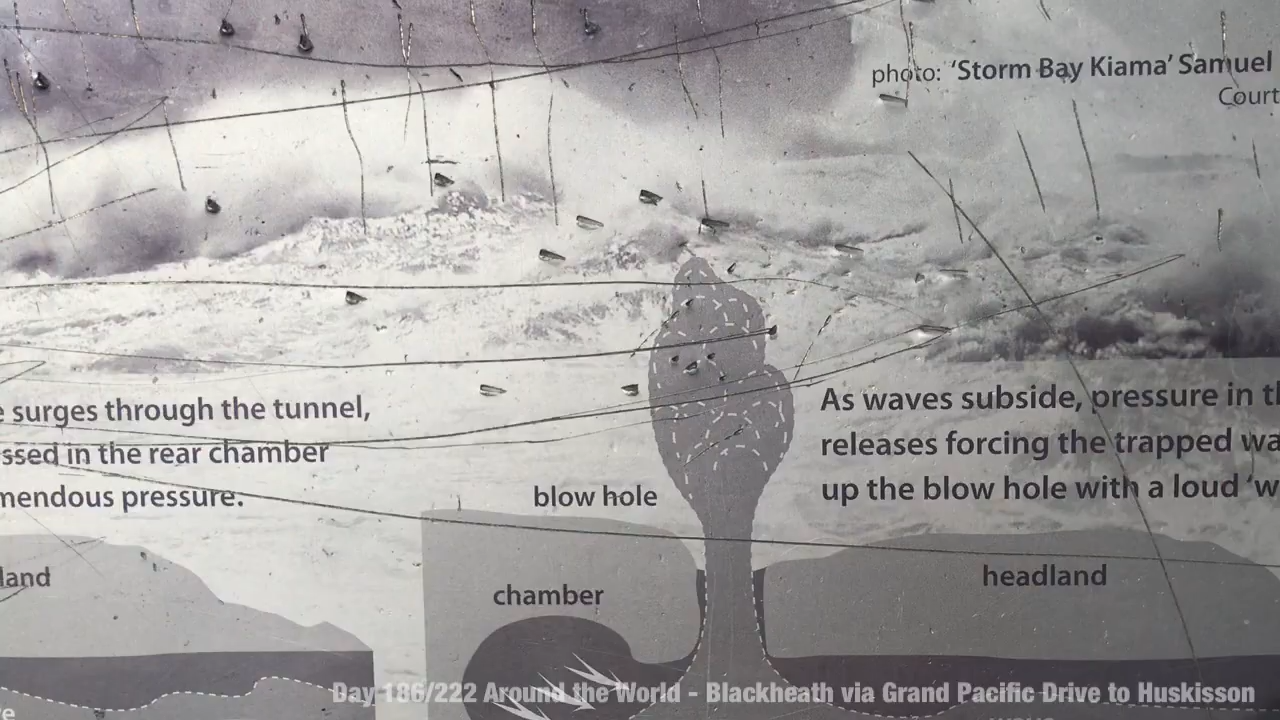 photo: 'Storm Bay Kiama' Samuel
Court
e surges through the tunnel,
ssed in the rear chamber
mendous pressure.
As waves subside, pressure in th
releases forcing the trapped wa
up the blow hole with a loud 'w
blow hole
land
chamber
headland
Day 186/222 Around the World - Blackheath via Grand Pacific Drive to Huskisson